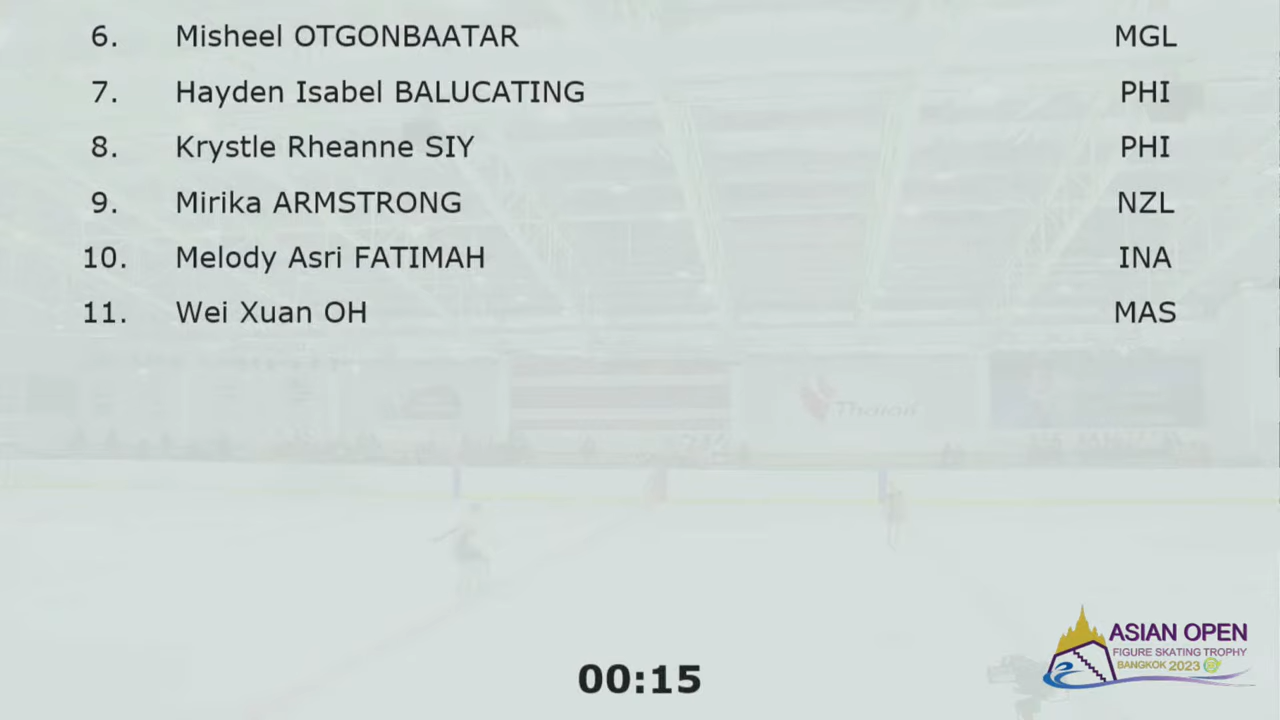 6. Misheel OTGONBAATAR MGL
7. Hayden Isabel BALUCATING PHI
8. Krystle Rheanne SIY PHI
9. Mirika ARMSTRONG NZL
10. Melody Asri FATIMAH INA
11. Wei Xuan OH MAS
00:15
ASIAN OPEN
FIGURE SKATING TROPHY
BANGKOK 2023